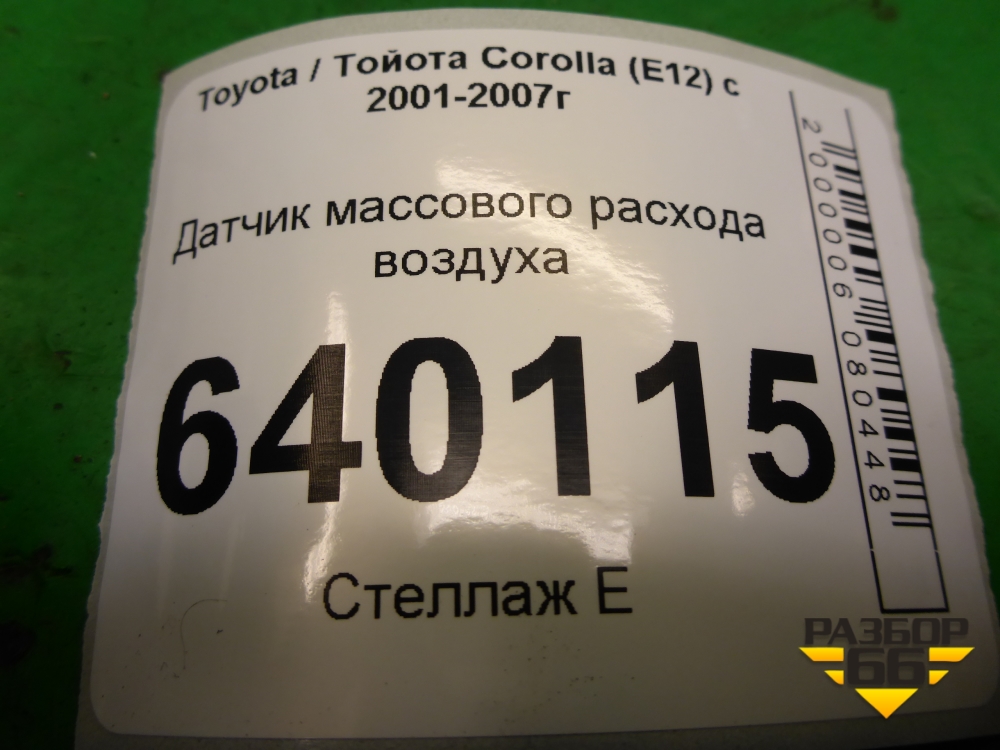 Toyota / Тойота Corolla (E12) с
2001-2007г
Датчик массового расхода
воздуха
640115
Стеллаж Е
2000006080448
РАЗБОР
66